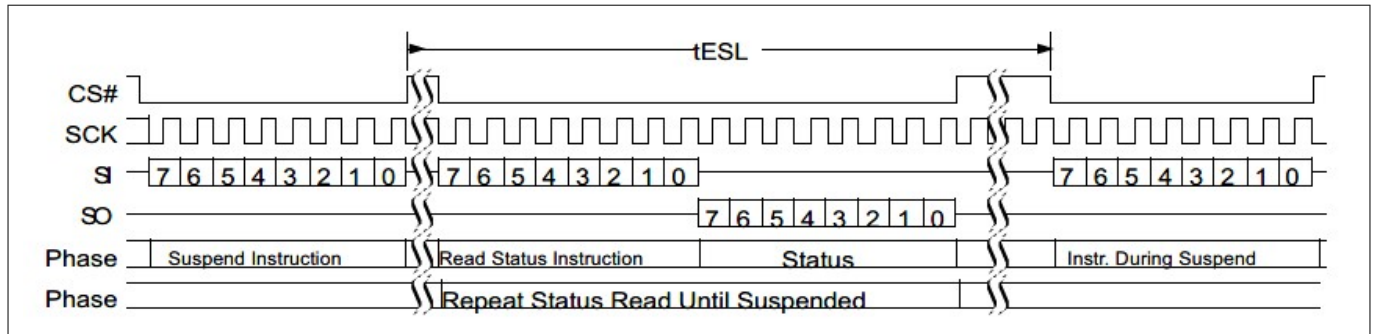 tESL
CS#
SCK
SI 7 6 5 4 3 2 1 0 7 6 5 4 3 2 1 0 7 6 5 4 3 2 1 0
SO 7 6 5 4 3 2 1 0
Phase Suspend Instruction Read Status Instruction Status Instr. During Suspend
Phase Repeat Status Read Until Suspended